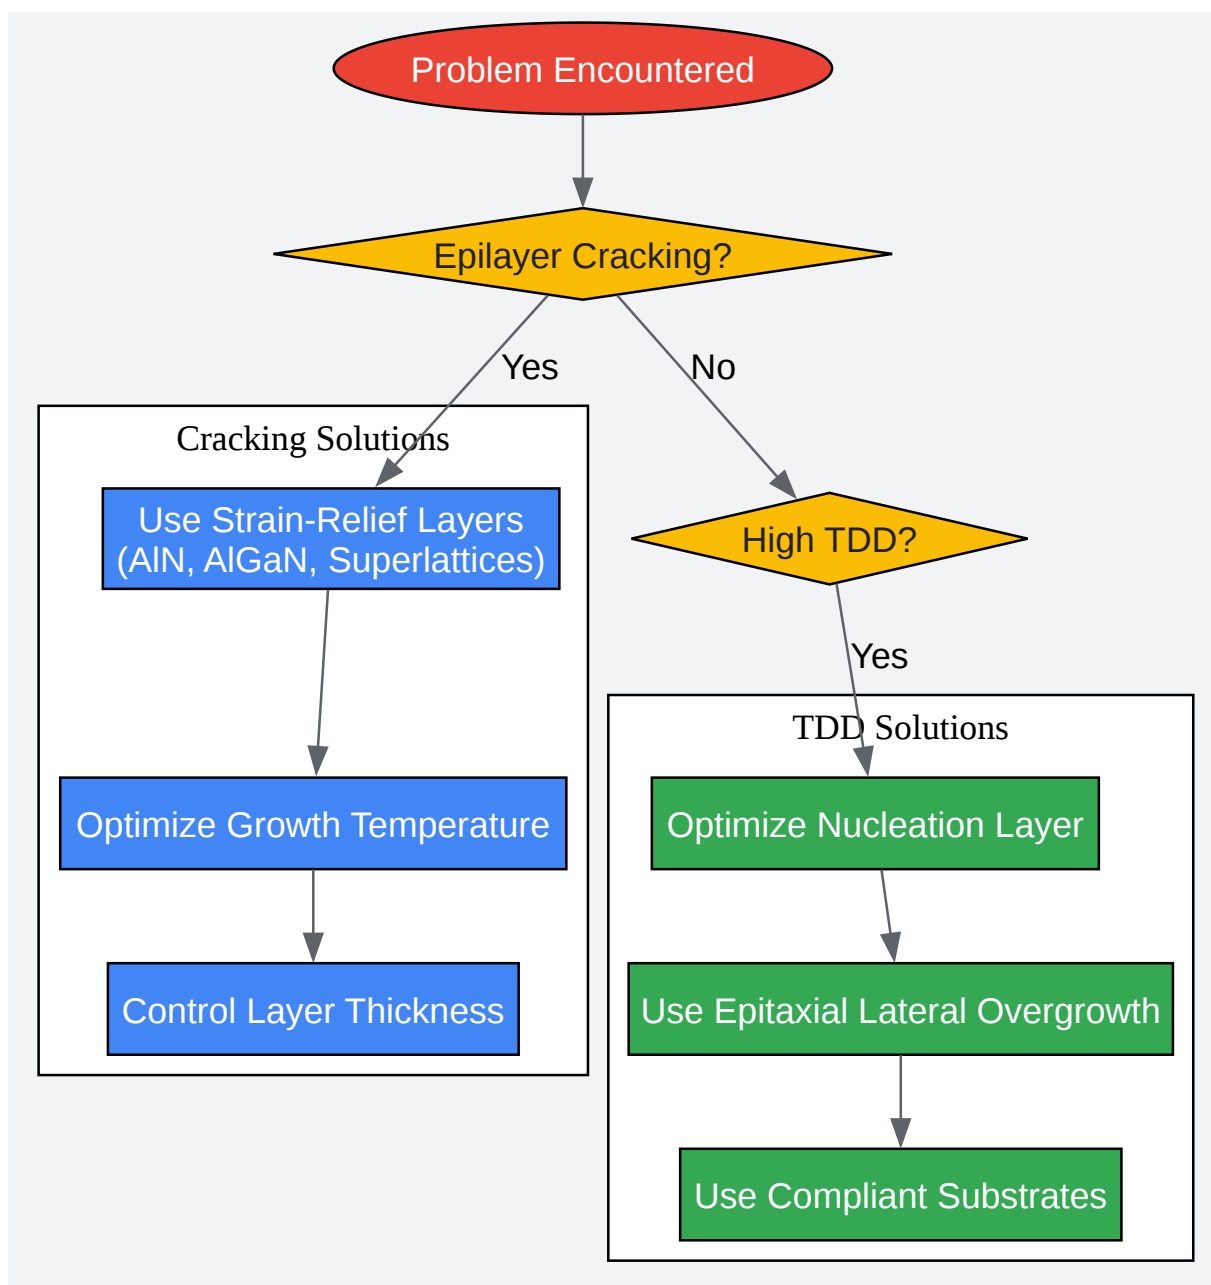 Problem Encountered
Epilayer Cracking?
Yes
No
Cracking Solutions
Use Strain-Relief Layers
(AlN, AlGaN, Superlattices)
High TDD?
Yes
TDD Solutions
Optimize Growth Temperature
Optimize Nucleation Layer
Control Layer Thickness
Use Epitaxial Lateral Overgrowth
Use Compliant Substrates